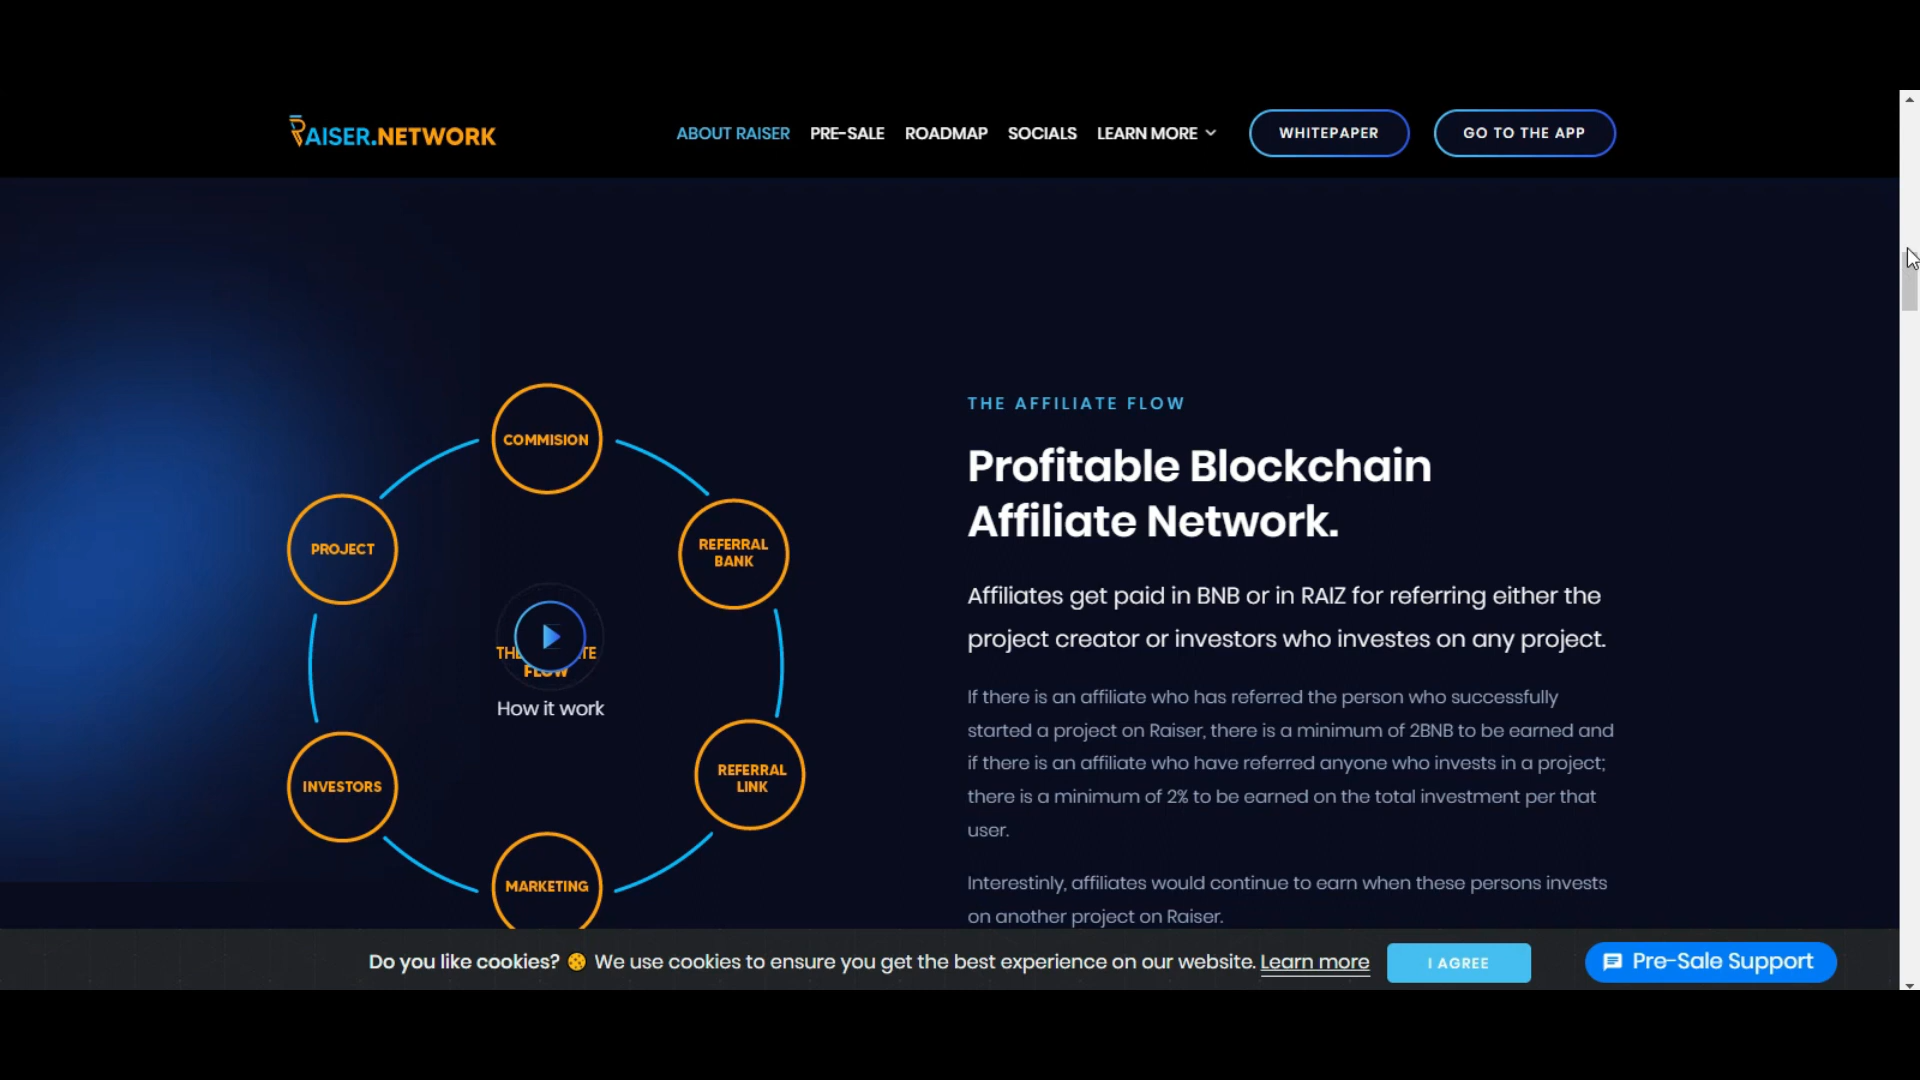 RAISER.NETWORK
ABOUT RAISER
PRE-SALE
ROADMAP
SOCIALS
LEARN MORE
WHITEPAPER
GO TO THE APP
COMMISION
PROJECT
REFERRAL
BANK
How it work
INVESTORS
REFERRAL
LINK
MARKETING
THE AFFILIATE FLOW
Profitable Blockchain
Affiliate Network.
Affiliates get paid in BNB or in RAIZ for referring either the
project creator or investors who investes on any project.
If there is an affiliate who has referred the person who successfully
started a project on Raiser, there is a minimum of 2BNB to be earned and
if there is an affiliate who have referred anyone who invests in a project;
there is a minimum of 2% to be earned on the total investment per that
user.
Interestinly, affiliates would continue to earn when these persons invests
on another project on Raiser.
Do you like cookies? 🍪 We use cookies to ensure you get the best experience on our website. Learn more
I AGREE
Pre-Sale Support